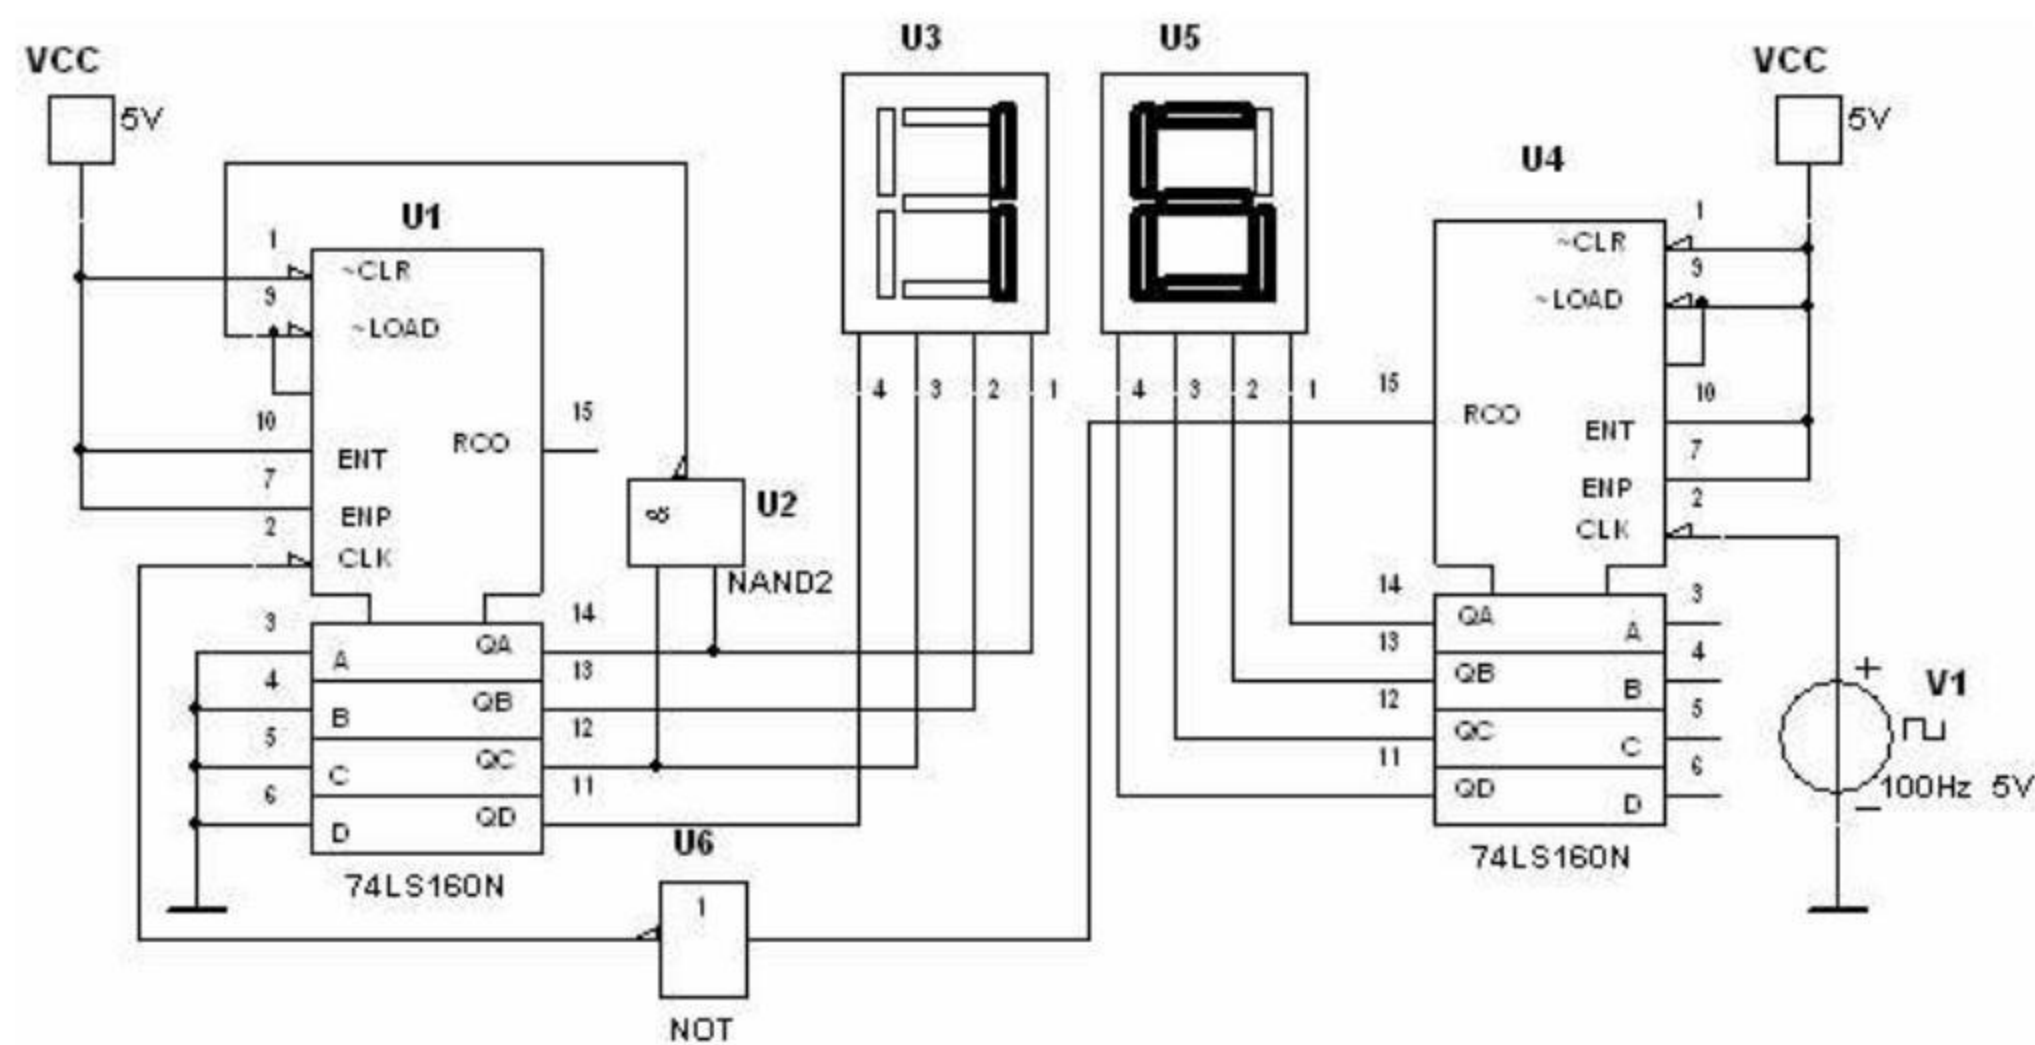 U3
U5
VCC
5V
VCC
5V
U1
U4
1
~CLR
9
~LOAD
10
ENT
7
ENP
2
CLK
RCO
15
3
A
4
B
5
C
6
D
QA
14
QB
13
QC
12
QD
11
74LS160N
&
U2
NAND2
4
3
2
1
4
3
2
1
U6
1
NOT
15
RCO
1
~CLR
9
~LOAD
10
ENT
7
ENP
2
CLK
14
QA
13
QB
12
QC
11
QD
3
A
4
B
5
C
6
D
74LS160N
+
V1
100Hz 5V
−